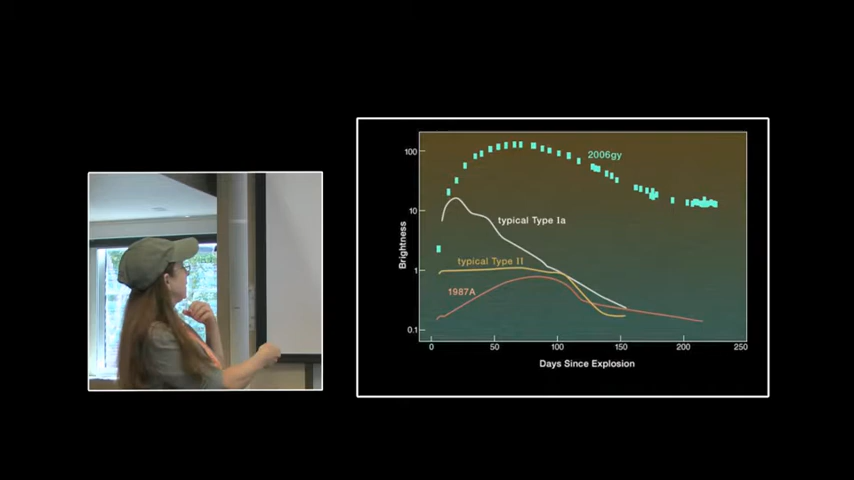 100
2006gy
10
typical Type Ia
Brightness
typical Type II
1
1987A
0.1
0
50
100
150
200
250
Days Since Explosion